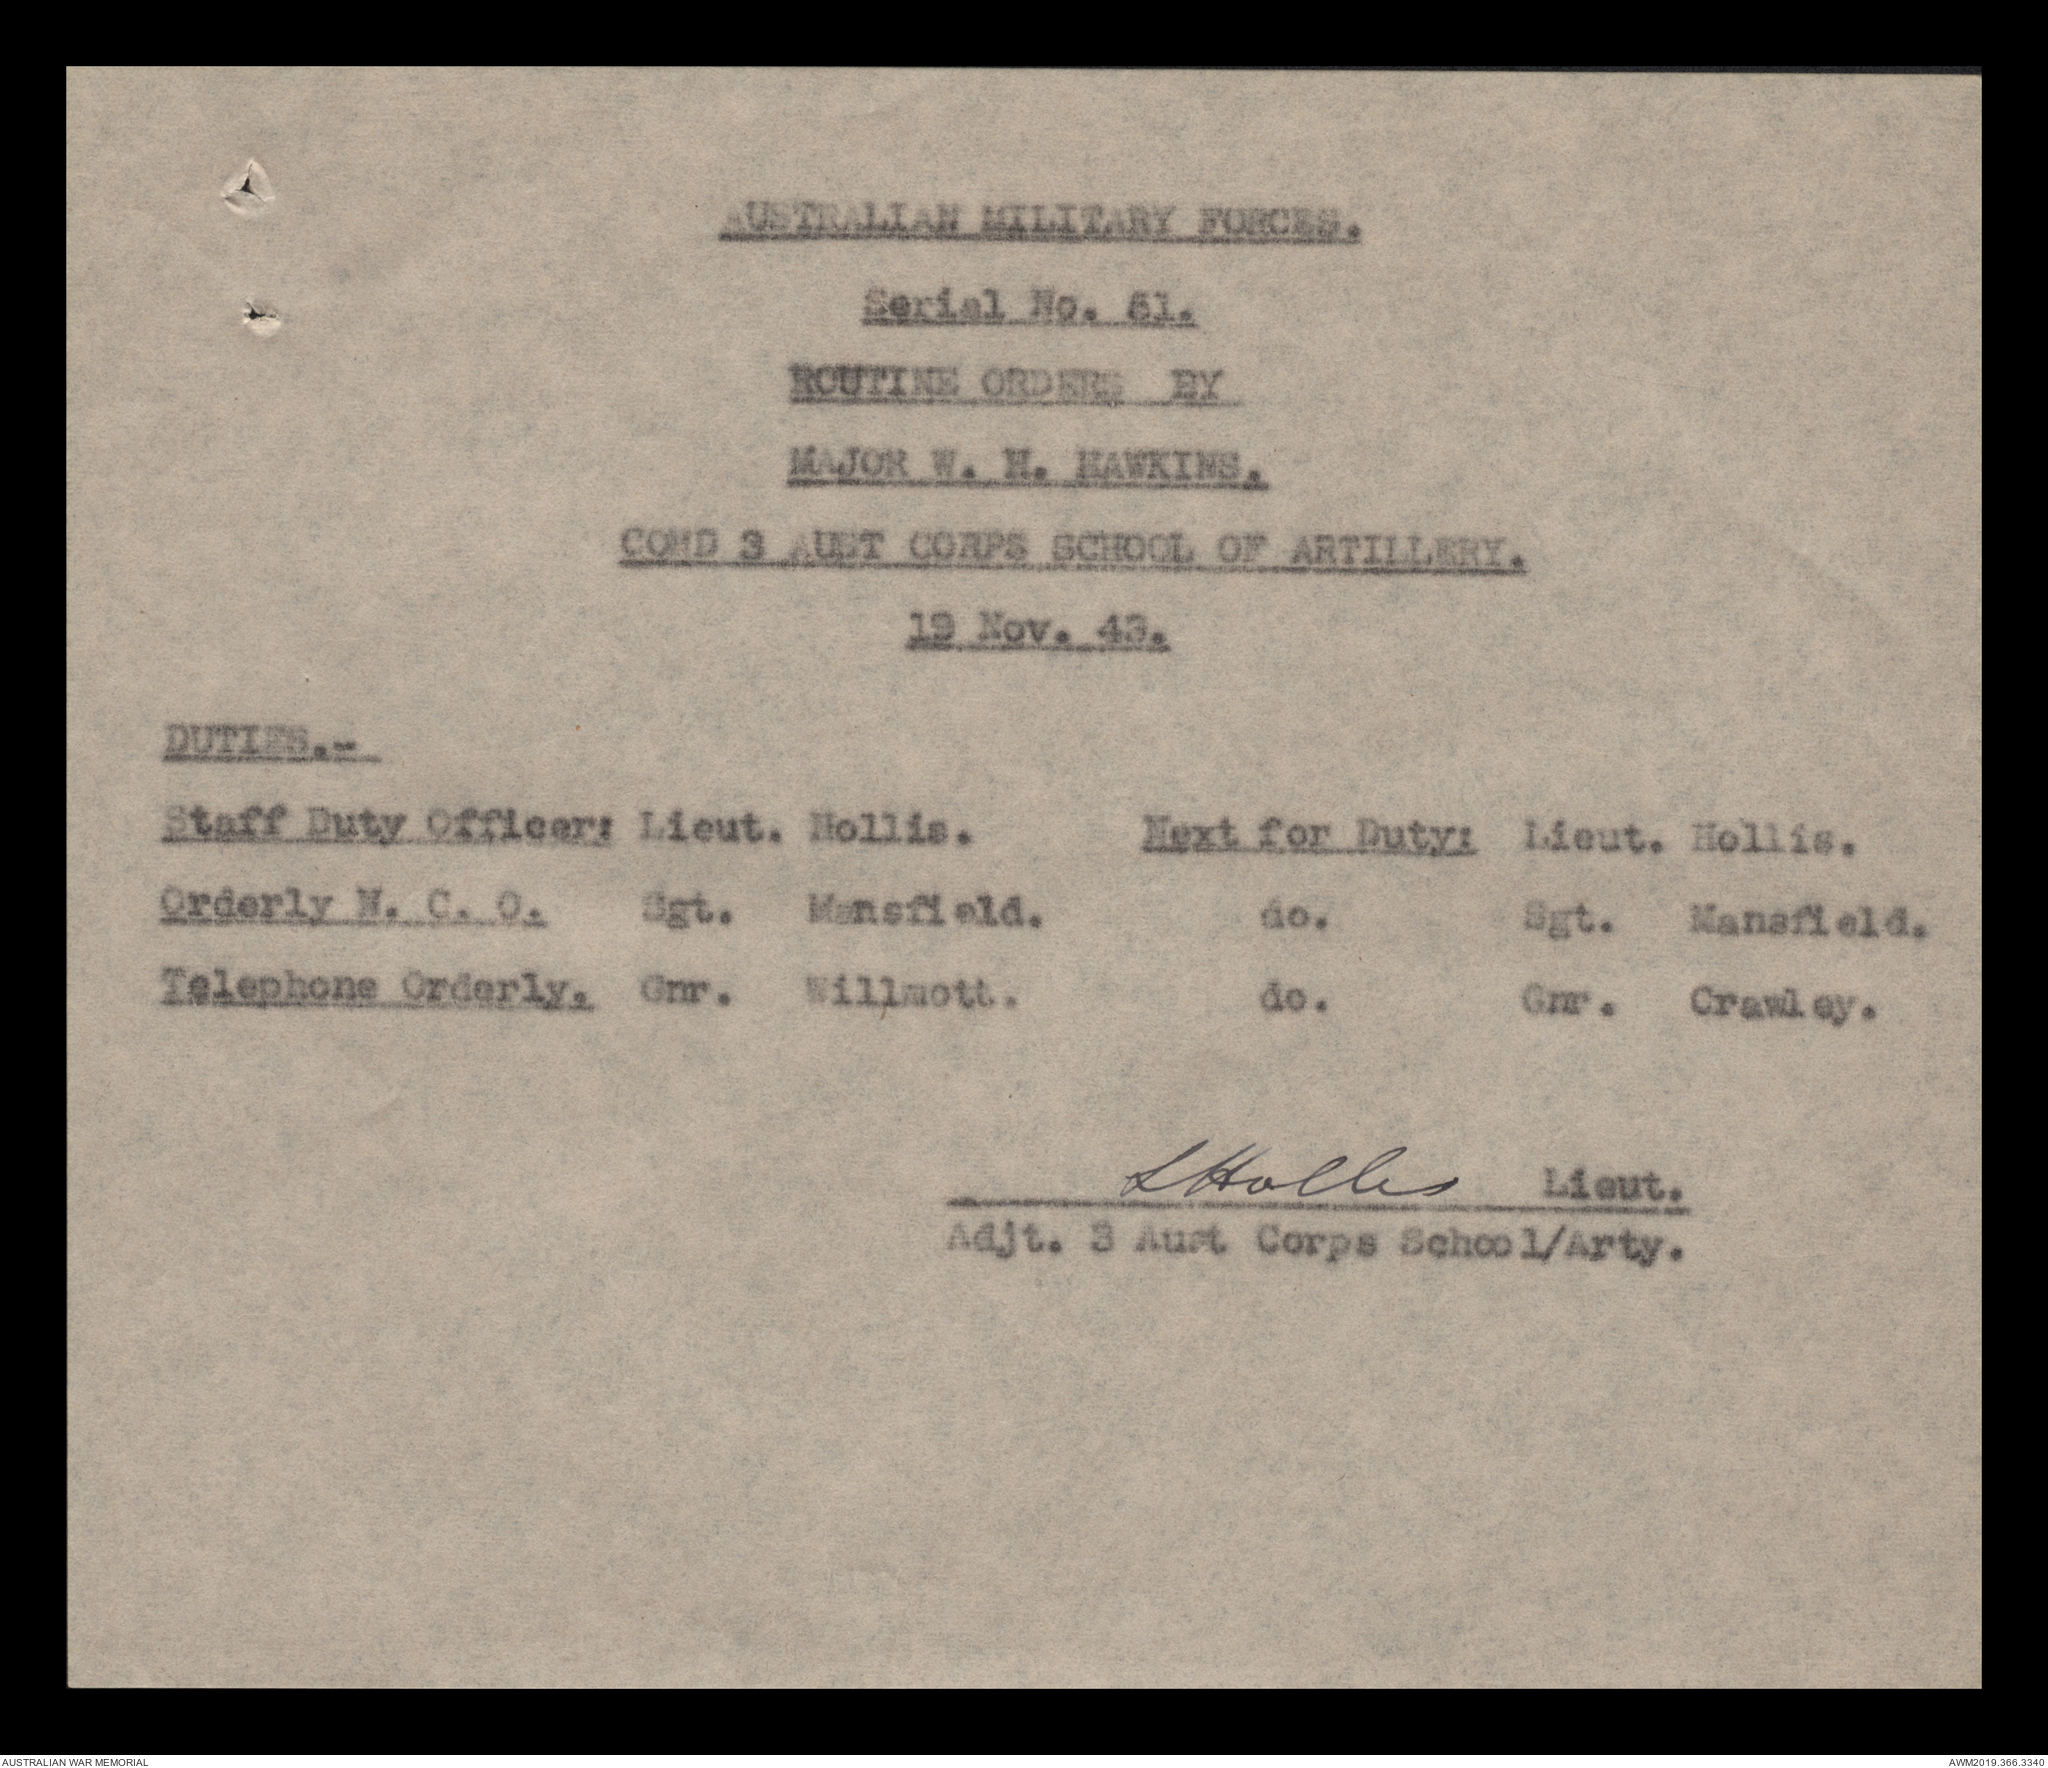 AUSTRALIAN MILITARY FORCES.
Serial No. 51.
ROUTINE ORDERS BY
MAJOR W. H. HAWKINS.
COMD 3 AUST CORPS SCHOOL OF ARTILLERY.
19 Nov. 43.
DUTIES.-
Staff Duty Officer: Lieut. Hollis. Next for Duty: Lieut. Hollis.
Orderly N. C. O. Sgt. Mansfield. do. Sgt. Mansfield.
Telephone Orderly. Gnr. Willmott. do. Gnr. Crawley.
LHollis Lieut.
Adjt. 3 Aust Corps School/Arty.
AUSTRALIAN WAR MEMORIAL AWM2019.366.3340